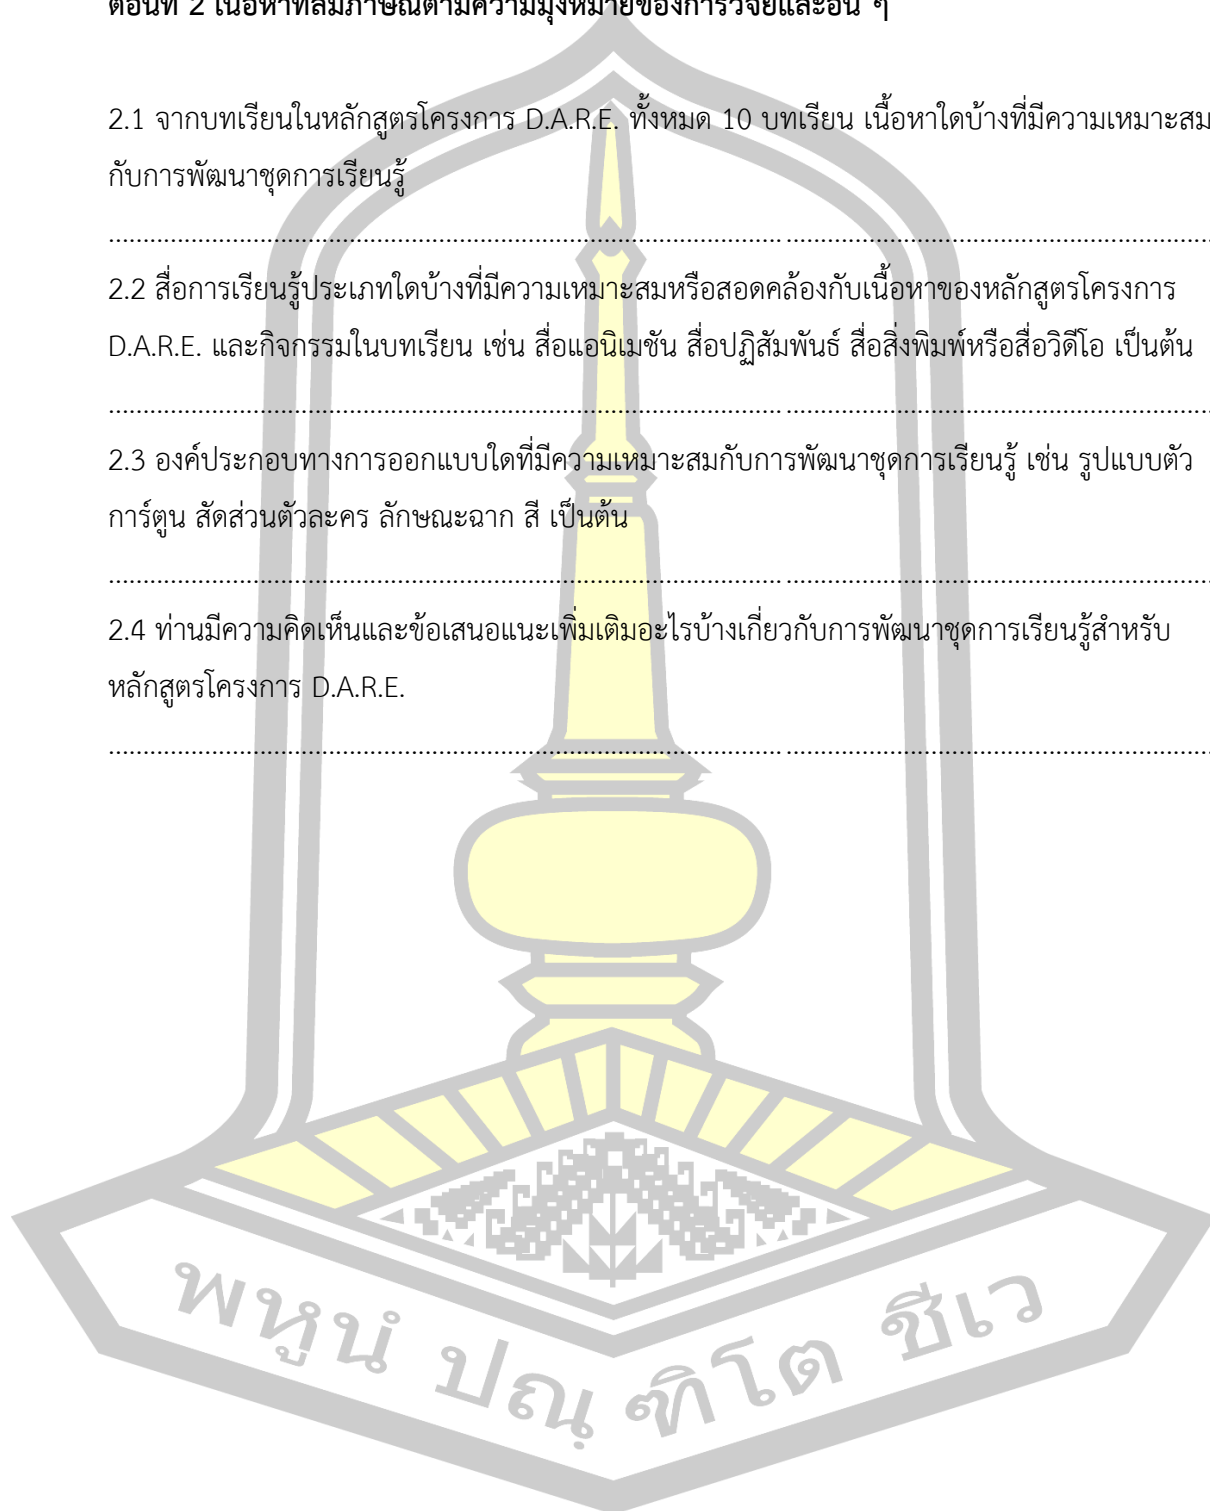 ตอนที่ 2 เนื้อหาที่สัมภาษณ์ตามความมุ่งหมายของการวิจัยและอื่น ๆ
2.1 จากบทเรียนในหลักสูตรโครงการ D.A.R.E. ทั้งหมด 10 บทเรียน เนื้อหาใดบ้างที่มีความเหมาะสม
กับการพัฒนาชุดการเรียนรู้
2.2 สื่อการเรียนรู้ประเภทใดบ้างที่มีความเหมาะสมหรือสอดคล้องกับเนื้อหาของหลักสูตรโครงการ
D.A.R.E. และกิจกรรมในบทเรียน เช่น สื่อแอนิเมชัน สื่อปฏิสัมพันธ์ สื่อสิ่งพิมพ์หรือสื่อวิดีโอ เป็นต้น
2.3 องค์ประกอบทางการออกแบบใดที่มีความเหมาะสมกับการพัฒนาชุดการเรียนรู้ เช่น รูปแบบตัว
การ์ตูน สัดส่วนตัวละคร ลักษณะฉาก สี เป็นต้น
2.4 ท่านมีความคิดเห็นและข้อเสนอแนะเพิ่มเติมอะไรบ้างเกี่ยวกับการพัฒนาชุดการเรียนรู้สำหรับ
หลักสูตรโครงการ D.A.R.E.
พหูนํ ปณฺฑิโต ชีเว